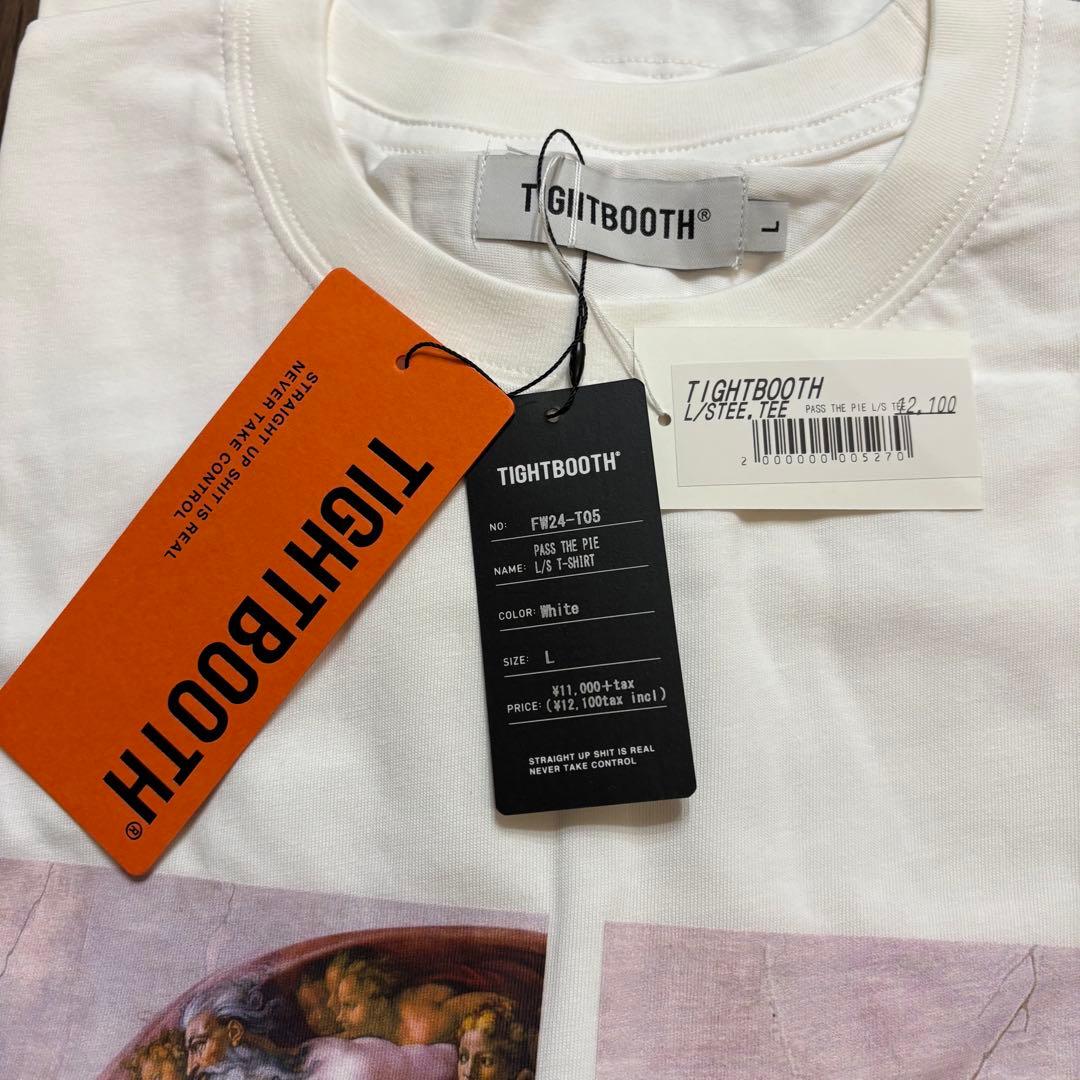 TIGHTBOOTH®
L
STRAIGHT UP SHIT IS REAL
NEVER TAKE CONTROL
TIGHTBOOTH®
TIGHTBOOTH®
NO: FW24-T05
NAME: PASS THE PIE
L/S T-SHIRT
COLOR: White
SIZE: L
PRICE: ¥11,000+tax
(¥12,100tax incl)
STRAIGHT UP SHIT IS REAL
NEVER TAKE CONTROL
TIGHTBOOTH
L/STEE.TEE PASS THE PIE L/S TEE 12,100
2 000000 005270